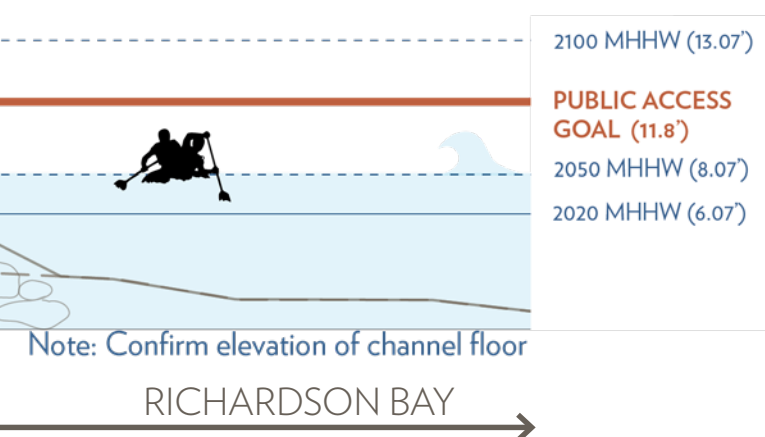 2100 MHHW (13.07')
PUBLIC ACCESS
GOAL (11.8')
2050 MHHW (8.07')
2020 MHHW (6.07')
Note: Confirm elevation of channel floor
RICHARDSON BAY